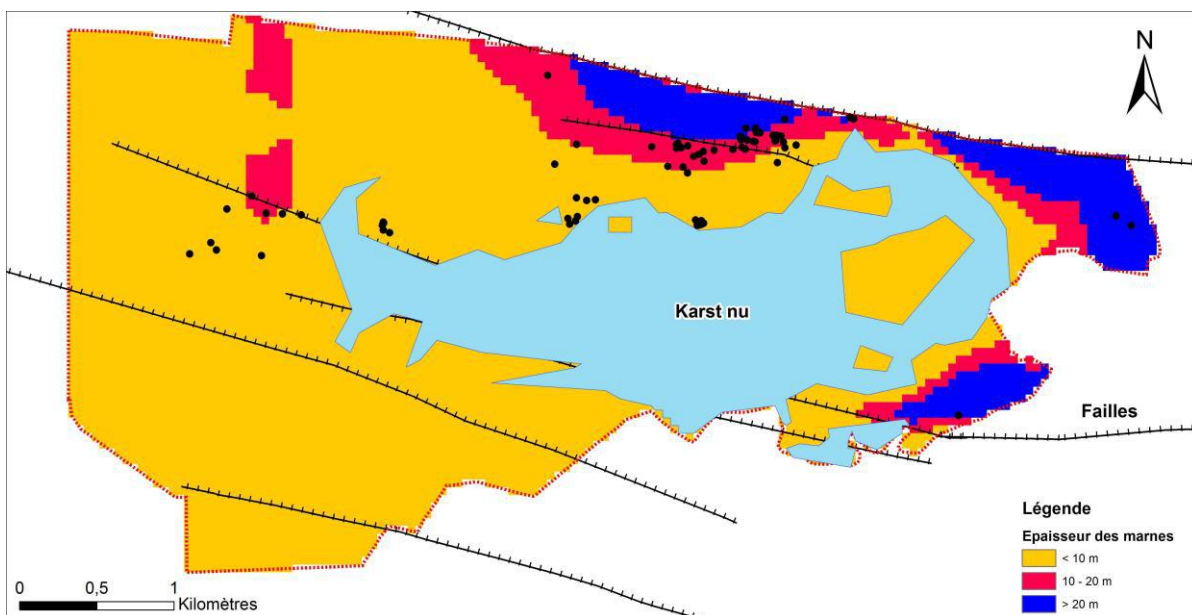 N
Karst nu
Failles
Légende
Epaisseur des marnes
< 10 m
10 - 20 m
> 20 m
0 0,5 1
Kilomètres